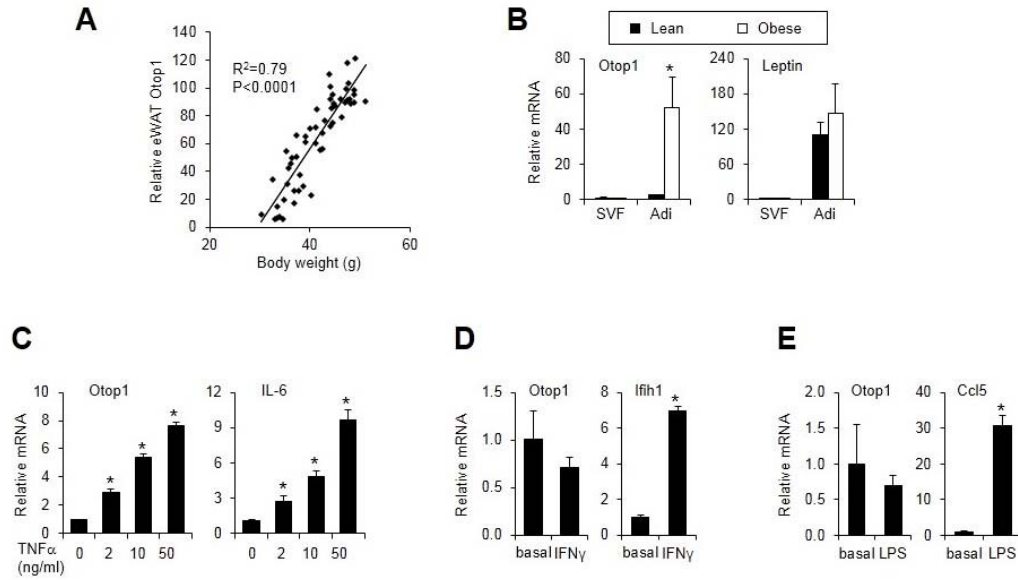 A
140
120
100
80
60
40
20
0
R²=0.79
P<0.0001
Relative eWAT Otop1
20 40 60
Body weight (g)
B
Lean Obese
Relative mRNA
80
60
40
20
0
Otop1
*
SVF Adi
240
180
120
60
0
Leptin
SVF Adi
C
Relative mRNA
10
8
6
4
2
0
Otop1
* * *
TNFα 0 2 10 50
(ng/ml)
12
9
6
3
0
IL-6
* * *
0 2 10 50
D
Relative mRNA
1.5
1.0
0.5
0.0
Otop1
basal IFNγ
8
6
4
2
0
Ifih1
*
basal IFNγ
E
Relative mRNA
2.0
1.5
1.0
0.5
0.0
Otop1
basal LPS
40
30
20
10
0
Ccl5
*
basal LPS